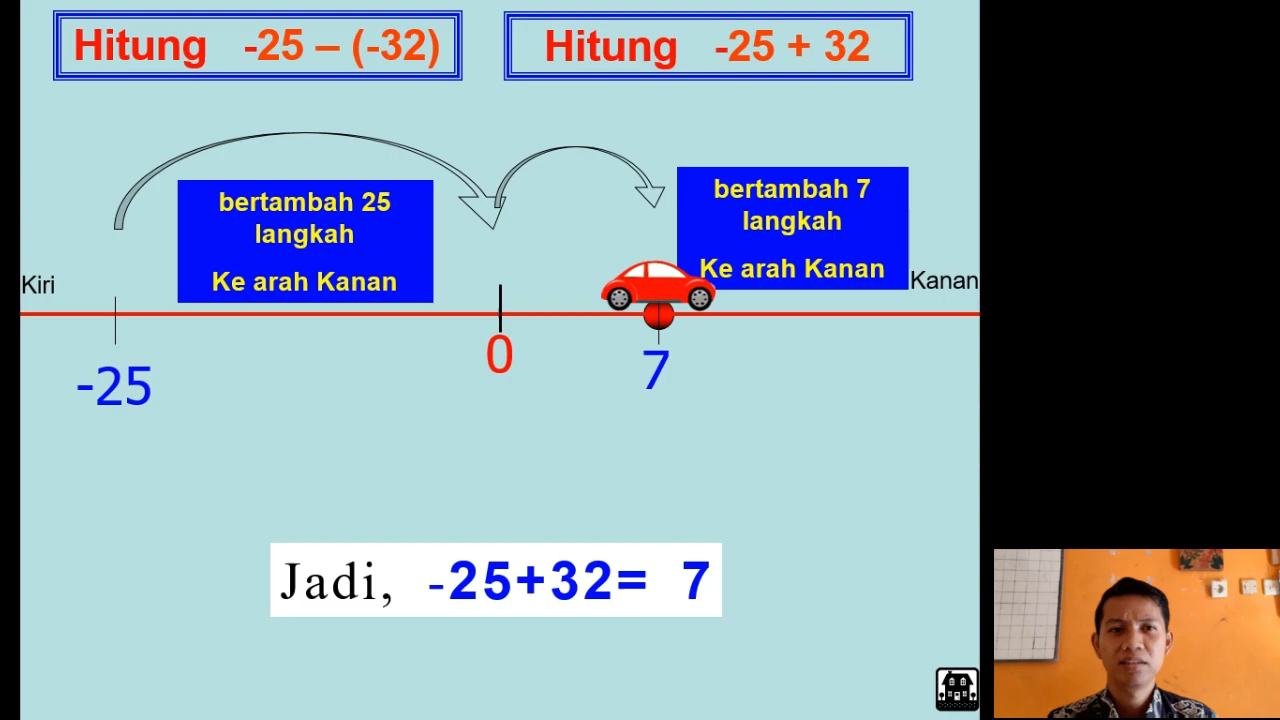 Hitung -25 – (-32)
Hitung -25 + 32
bertambah 25
langkah
Ke arah Kanan
bertambah 7
langkah
Ke arah Kanan
Kiri
Kanan
-25
0
7
Jadi, -25+32= 7